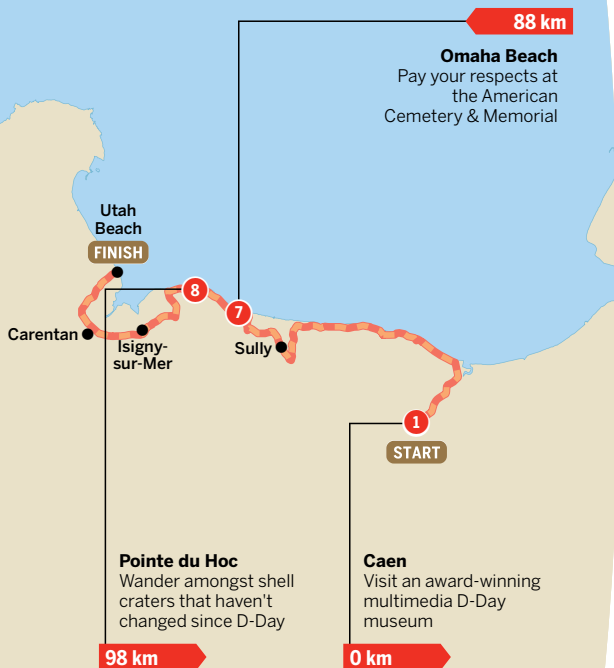 88 km
Omaha Beach
Pay your respects at
the American
Cemetery & Memorial
Utah
Beach
FINISH
8
7
Carentan
Isigny-
sur-Mer
Sully
1
START
Pointe du Hoc
Wander amongst shell
craters that haven't
changed since D-Day
98 km
Caen
Visit an award-winning
multimedia D-Day
museum
0 km